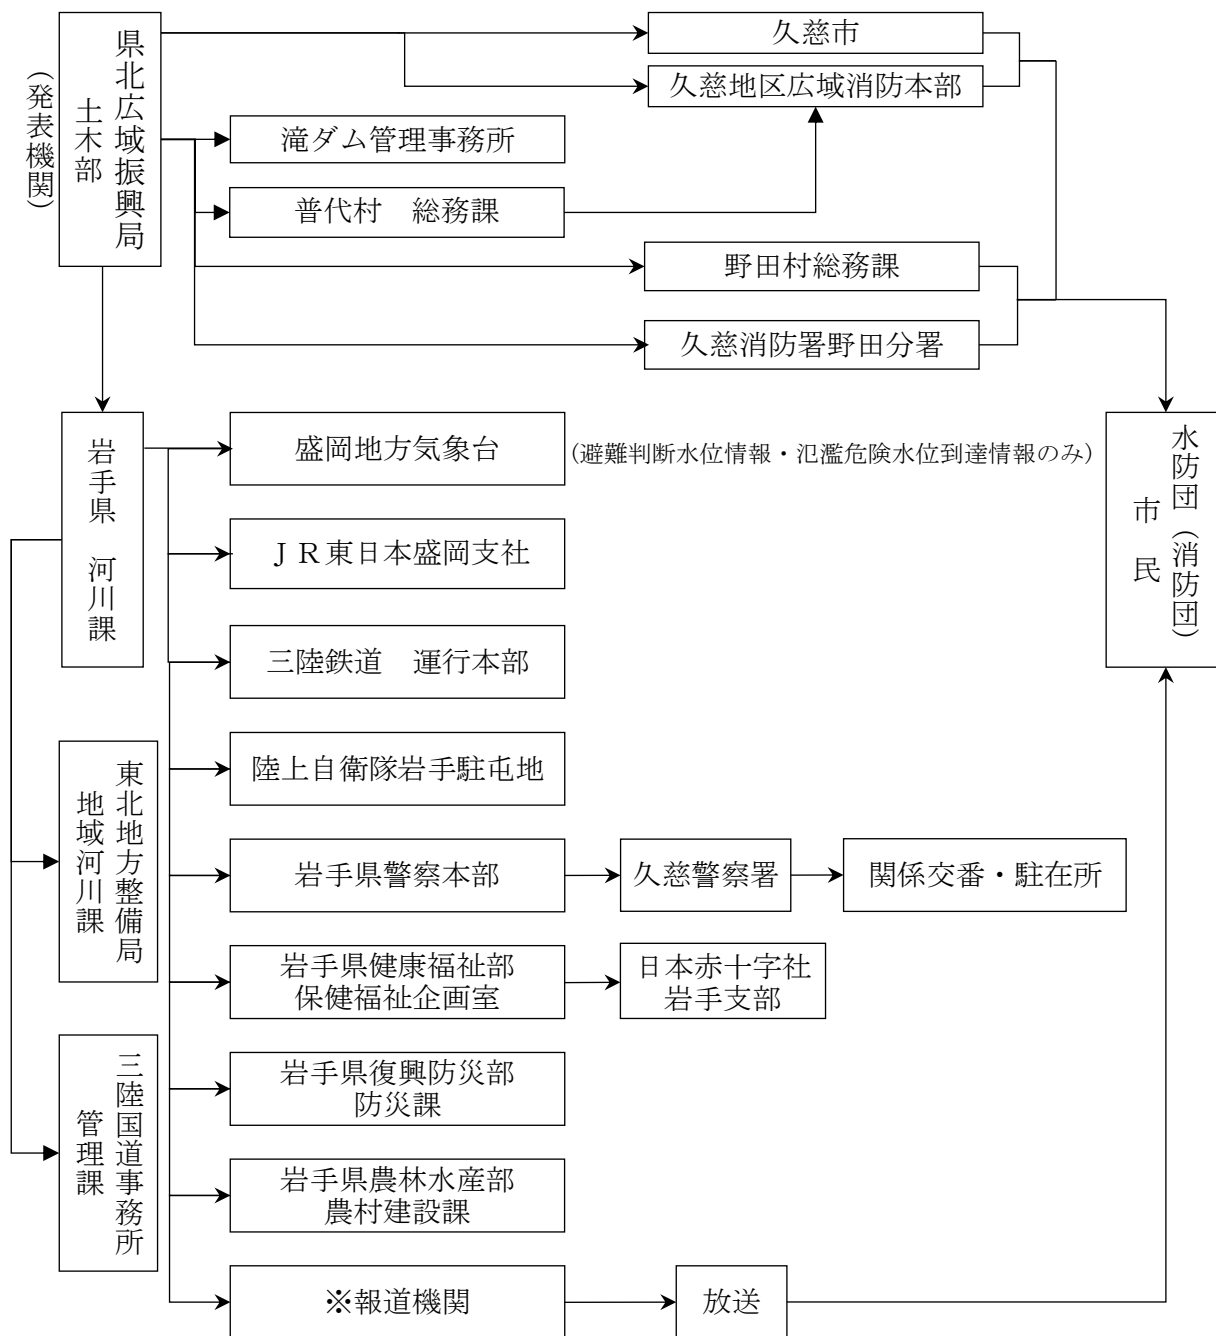 県北広域振興局
土木部
(発表機関)
久慈市
久慈地区広域消防本部
滝ダム管理事務所
普代村　総務課
野田村総務課
久慈消防署野田分署
岩手県　河川課
盛岡地方気象台
(避難判断水位情報・氾濫危険水位到達情報のみ)
水防団(消防団)
市民
ＪＲ東日本盛岡支社
三陸鉄道　運行本部
東北地方整備局
地域河川課
陸上自衛隊岩手駐屯地
岩手県警察本部
久慈警察署
関係交番・駐在所
岩手県健康福祉部
保健福祉企画室
日本赤十字社
岩手支部
三陸国道事務所
管理課
岩手県復興防災部
防災課
岩手県農林水産部
農村建設課
※報道機関
放送